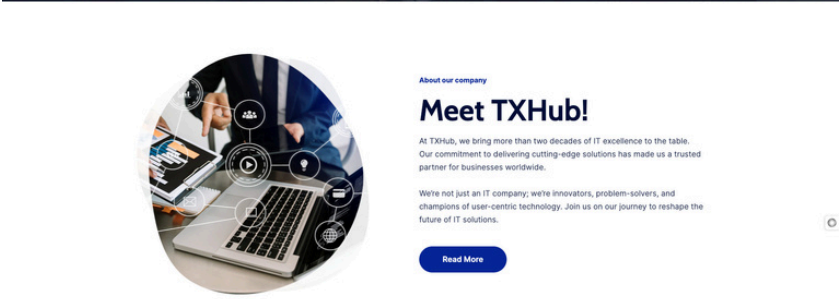 About our company
Meet TXHub!
At TXHub, we bring more than two decades of IT excellence to the table.
Our commitment to delivering cutting-edge solutions has made us a trusted
partner for businesses worldwide.
We're not just an IT company; we're innovators, problem-solvers, and
champions of user-centric technology. Join us on our journey to reshape the
future of IT solutions.
Read More